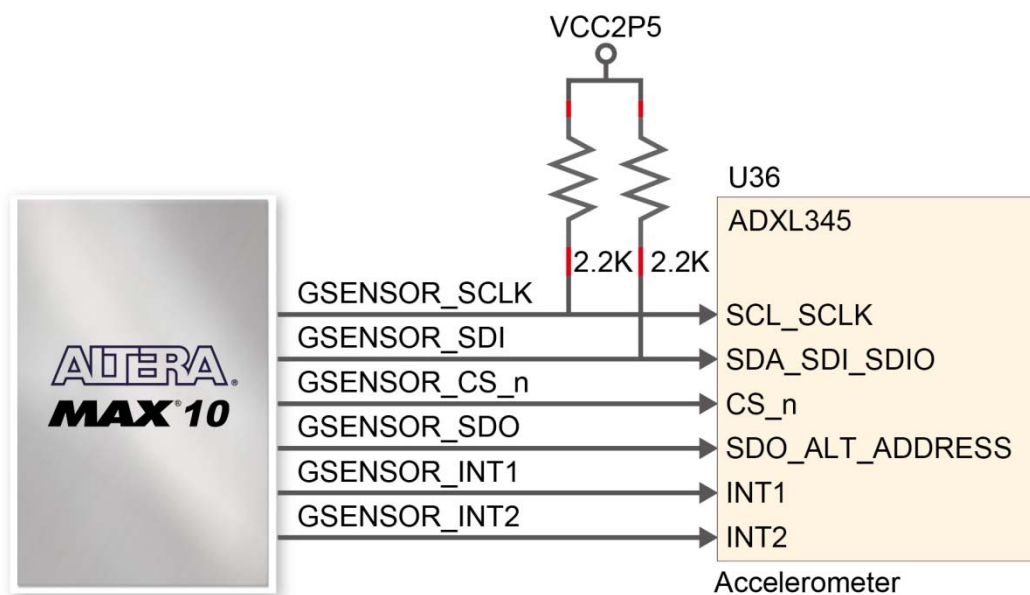 VCC2P5
U36
ADXL345
2.2K 2.2K
GSENSOR_SCLK
SCL_SCLK
GSENSOR_SDI
SDA_SDI_SDIO
GSENSOR_CS_n
CS_n
GSENSOR_SDO
SDO_ALT_ADDRESS
GSENSOR_INT1
INT1
GSENSOR_INT2
INT2
ALTERA®
MAX® 10
Accelerometer